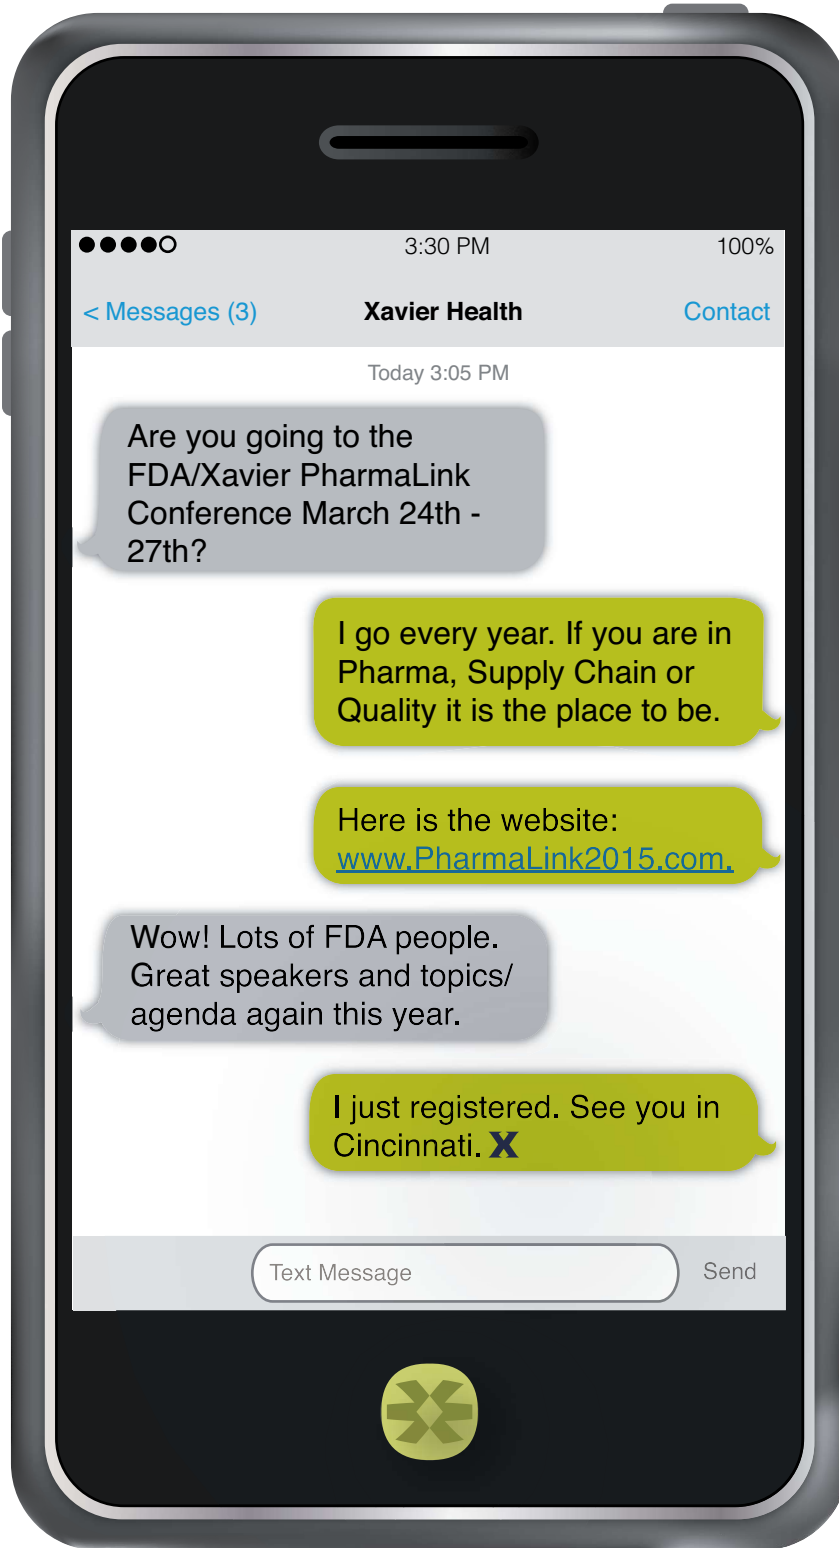 3:30 PM 100%
< Messages (3) Xavier Health Contact
Today 3:05 PM
Are you going to the
FDA/Xavier PharmaLink
Conference March 24th -
27th?
I go every year. If you are in
Pharma, Supply Chain or
Quality it is the place to be.
Here is the website:
www.PharmaLink2015.com.
Wow! Lots of FDA people.
Great speakers and topics/
agenda again this year.
I just registered. See you in
Cincinnati. X
Text Message Send